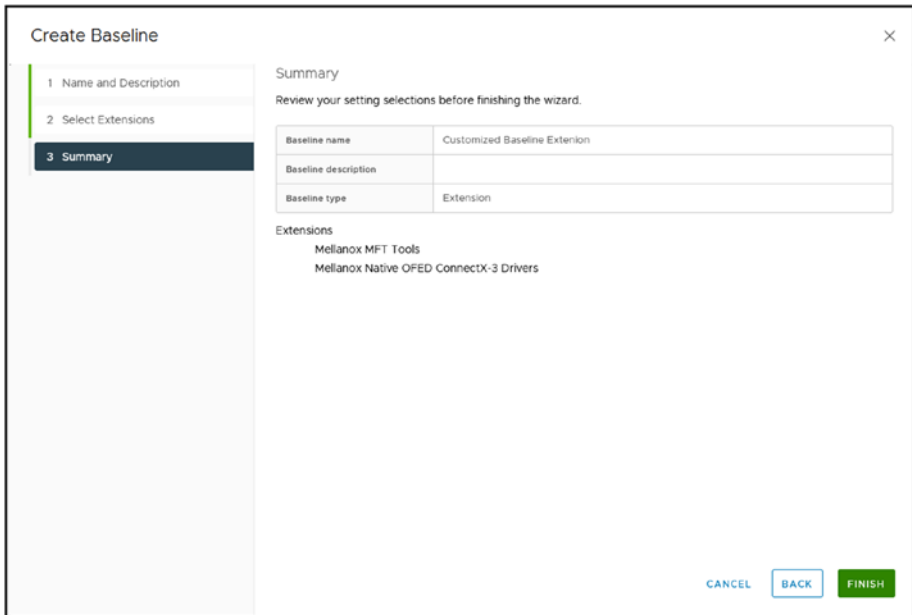 Create Baseline
1 Name and Description
2 Select Extensions
3 Summary
Summary
Review your setting selections before finishing the wizard.
Baseline name Customized Baseline Extenion
Baseline description
Baseline type Extension
Extensions
Mellanox MFT Tools
Mellanox Native OFED ConnectX-3 Drivers
CANCEL BACK FINISH